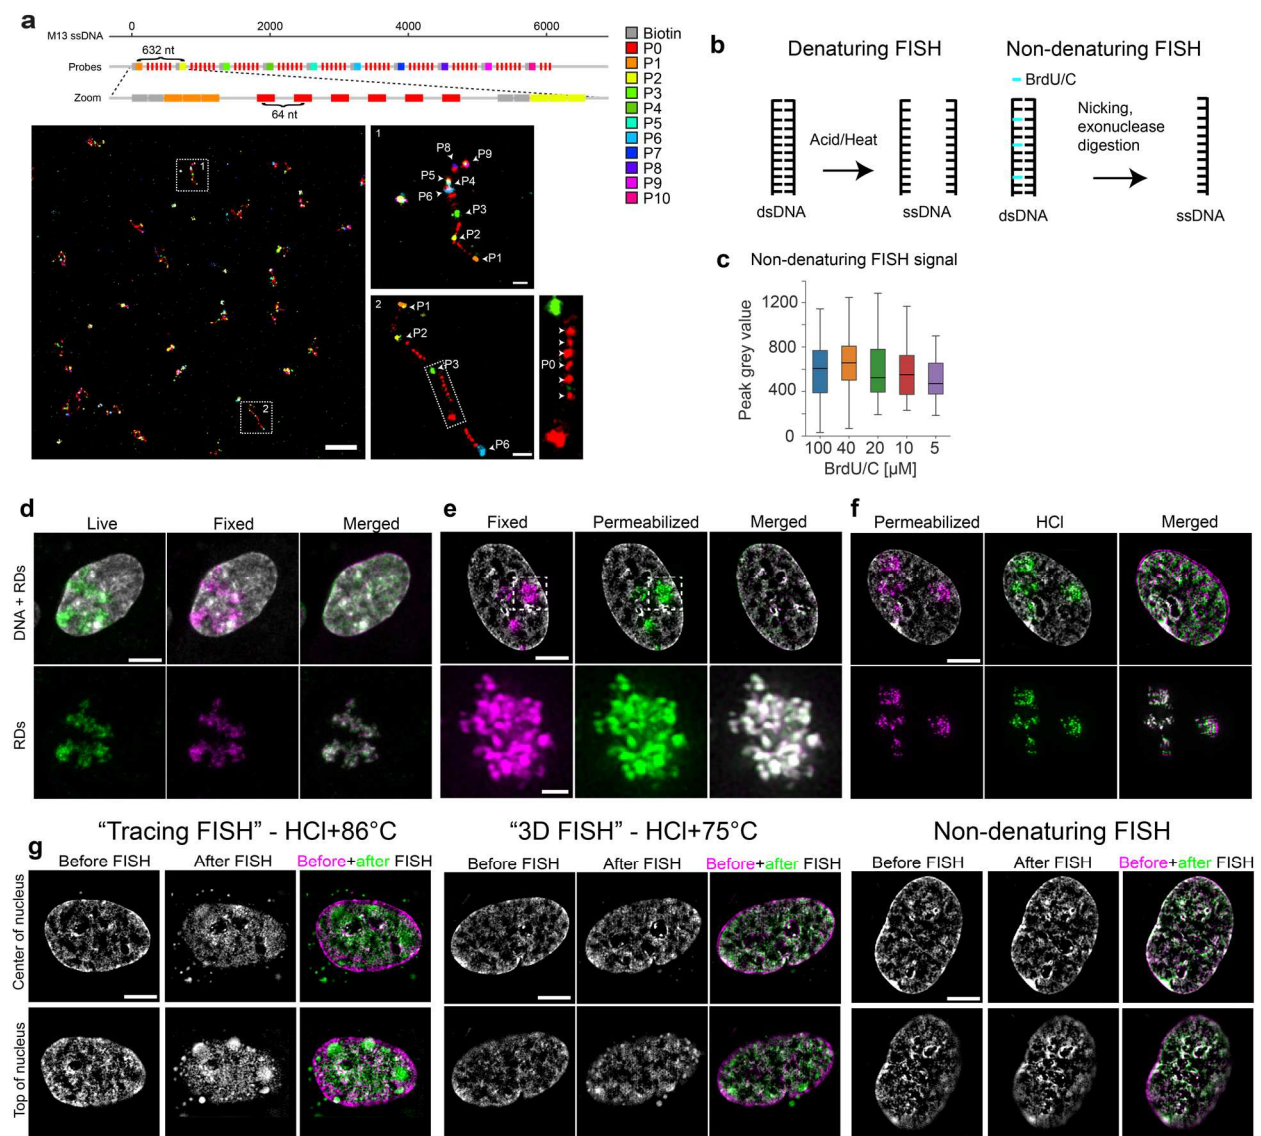 a
0 2000 4000 6000
M13 ssDNA
632 nt
Probes
Zoom
64 nt
Biotin
P0
P1
P2
P3
P4
P5
P6
P7
P8
P9
P10
1
2
1
P8
P9
P5
P4
P6
P3
P2
P1
2
P1
P2
P3
P6
P0
b
Denaturing FISH
Non-denaturing FISH
BrdU/C
Acid/Heat
Nicking,
exonuclease
digestion
dsDNA
ssDNA
dsDNA
ssDNA
c
Non-denaturing FISH signal
Peak grey value
1200
800
400
0
100 40 20 10 5
BrdU/C [µM]
d
Live Fixed Merged
DNA + RDs
RDs
e
Fixed Permeabilized Merged
f
Permeabilized HCl Merged
g
"Tracing FISH" - HCl+86°C
Before FISH After FISH Before+after FISH
Center of nucleus
Top of nucleus
"3D FISH" - HCl+75°C
Before FISH After FISH Before+after FISH
Non-denaturing FISH
Before FISH After FISH Before+after FISH